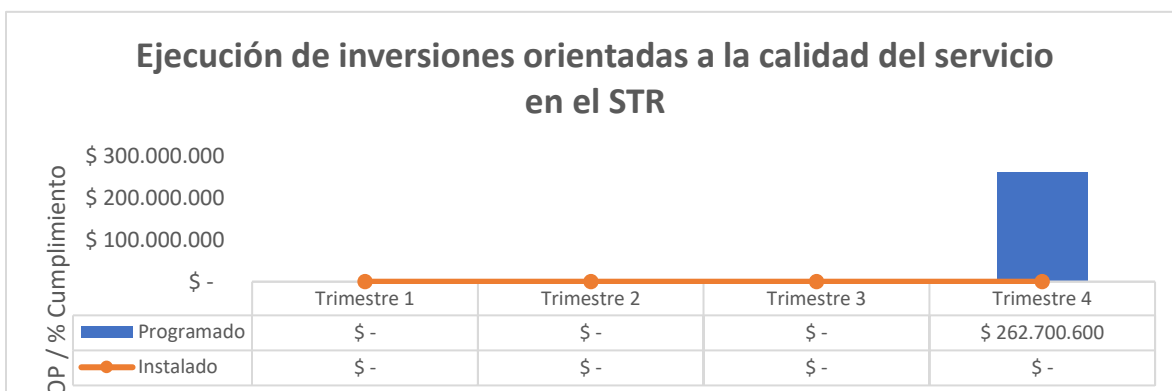 Ejecución de inversiones orientadas a la calidad del servicio
en el STR
$ 300.000.000
$ 200.000.000
$ 100.000.000
$ -
/ % Cumplimiento
Trimestre 1 Trimestre 2 Trimestre 3 Trimestre 4
Programado $ - $ - $ - $ 262.700.600
Instalado $ - $ - $ - $ -